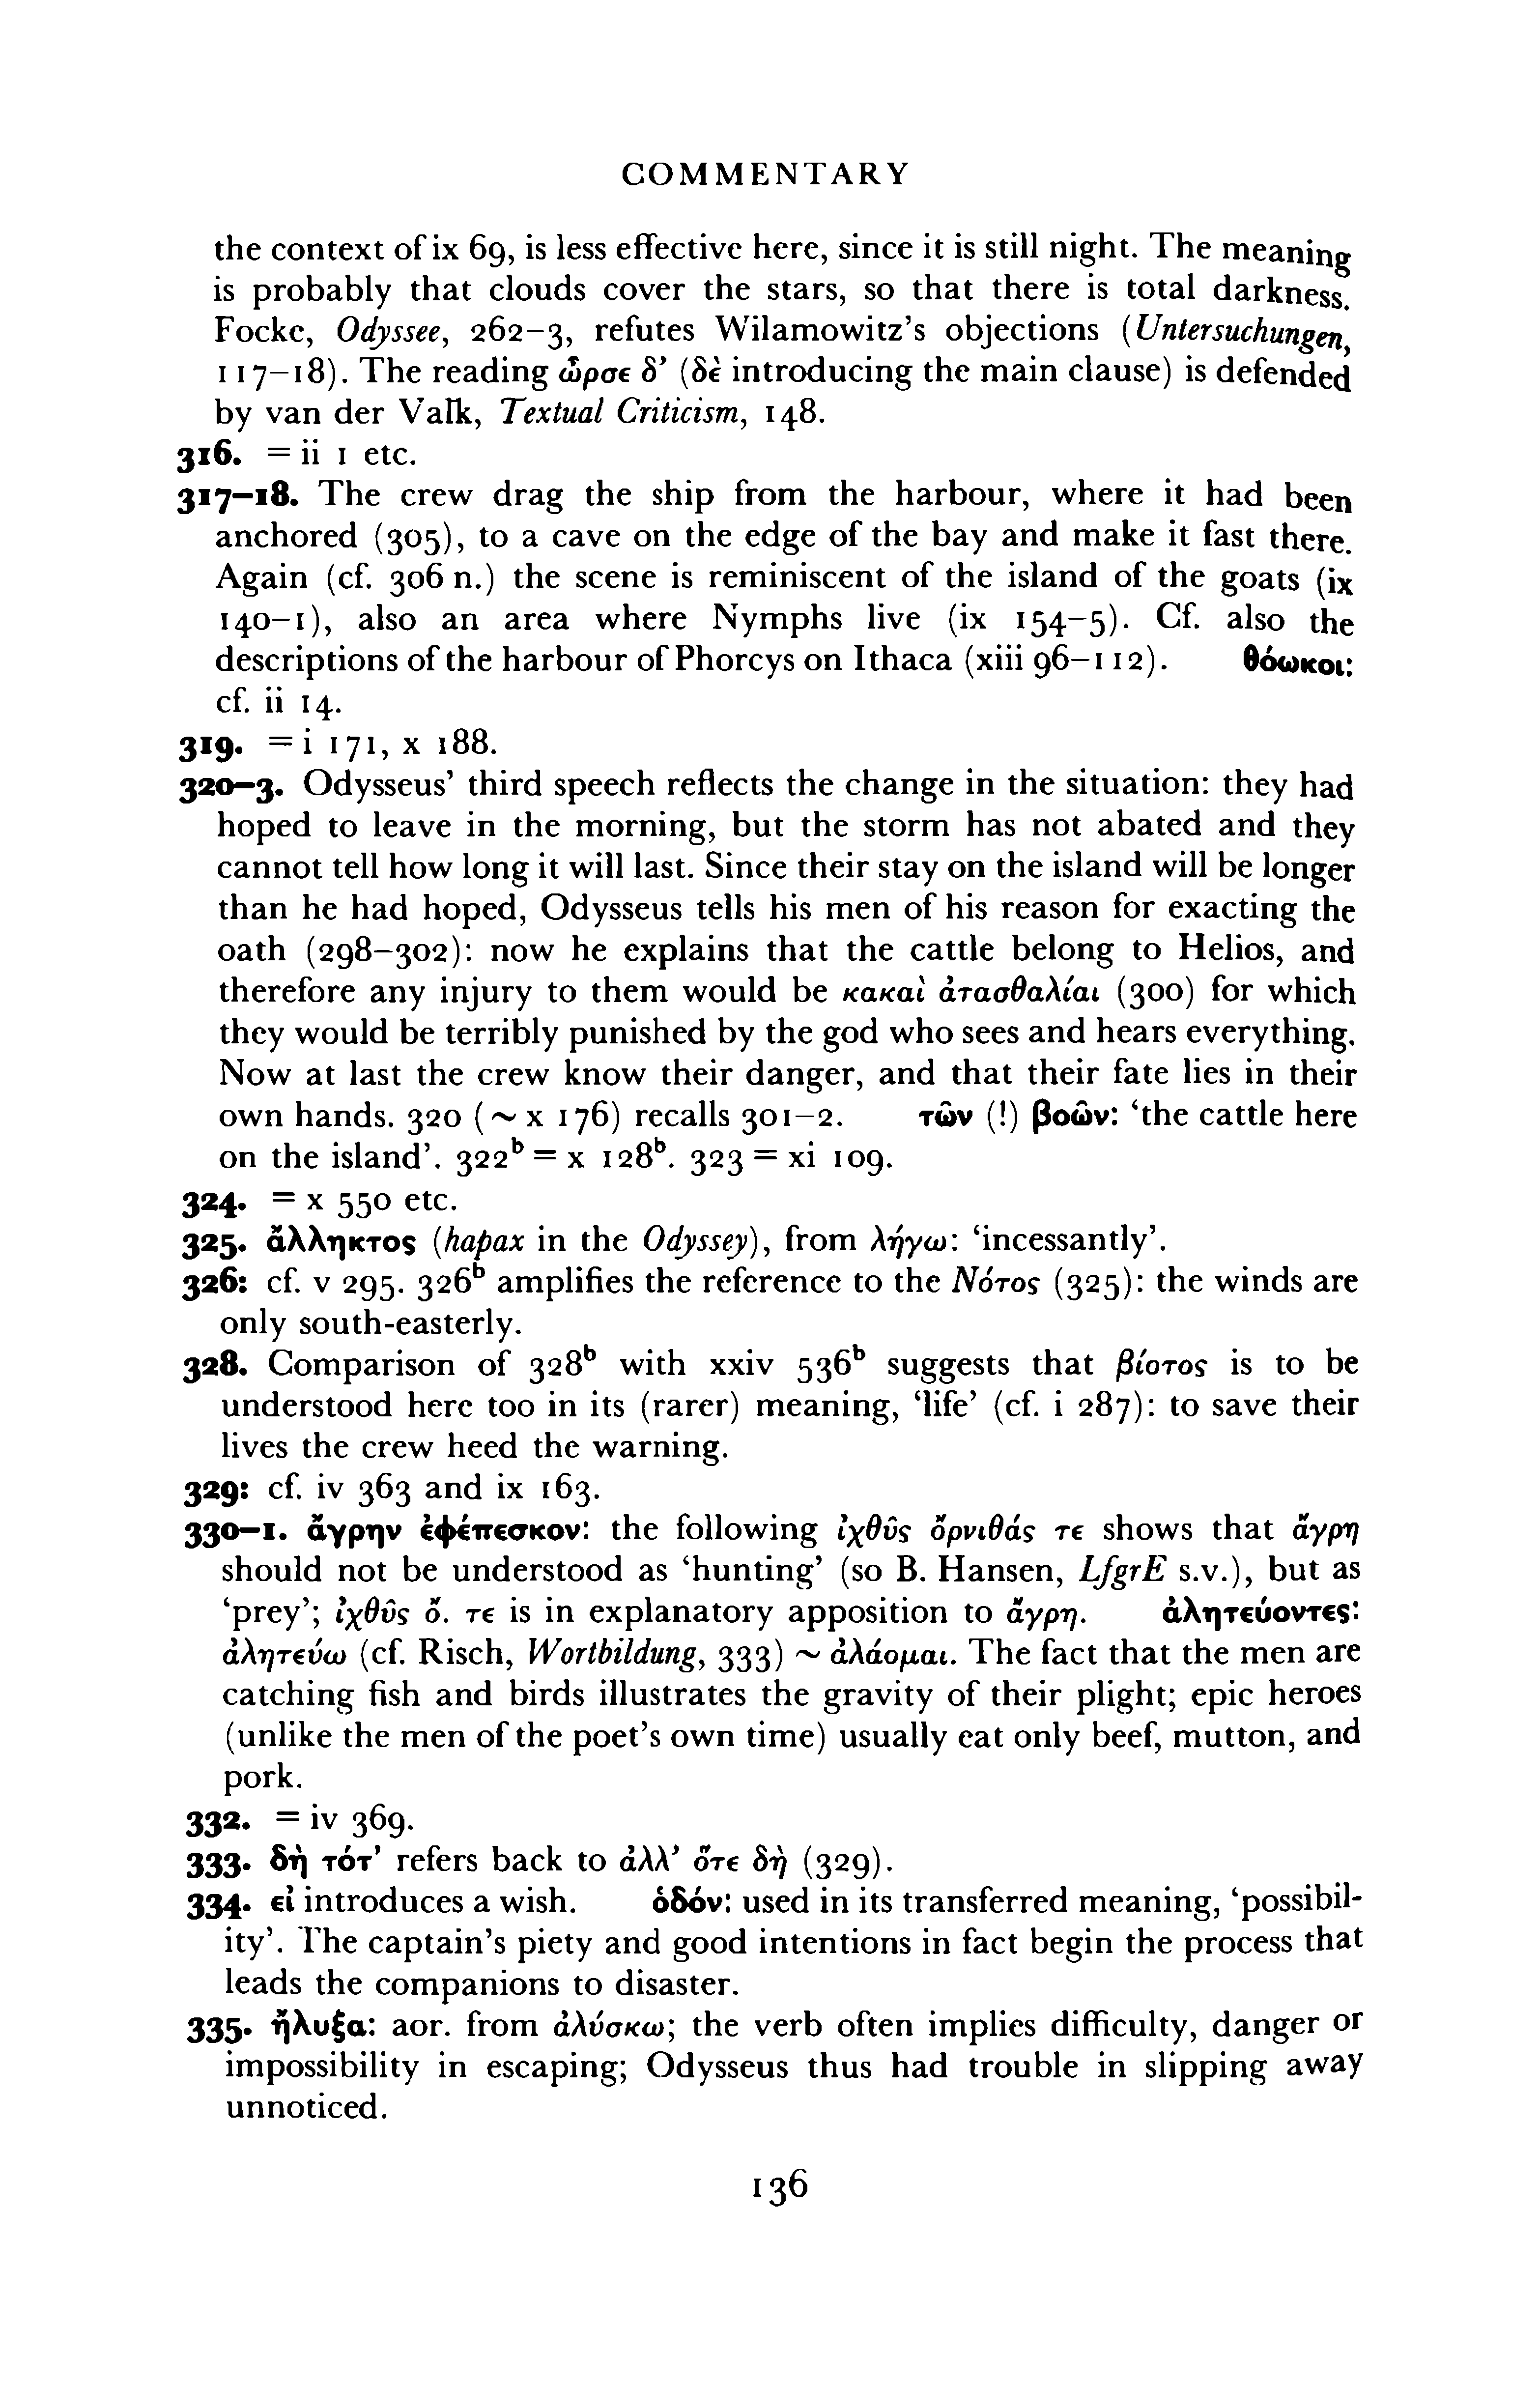 COMMENTARY
the context of ix 69, is less effective here, since it is still night. The meaning
is probably that clouds cover the stars, so that there is total darkness.
Focke, Odyssee, 262–3, refutes Wilamowitz’s objections (Untersuchungen,
117–18). The reading ὦρσε δ’ (δέ introducing the main clause) is defended
by van der Valk, Textual Criticism, 148.
316. = ii 1 etc.
317–18. The crew drag the ship from the harbour, where it had been
anchored (305), to a cave on the edge of the bay and make it fast there.
Again (cf. 306 n.) the scene is reminiscent of the island of the goats (ix
140–1), also an area where Nymphs live (ix 154–5). Cf. also the
descriptions of the harbour of Phorcys on Ithaca (xiii 96–112). θόωκοι:
cf. ii 14.
319. = i 171, x 188.
320–3. Odysseus’ third speech reflects the change in the situation: they had
hoped to leave in the morning, but the storm has not abated and they
cannot tell how long it will last. Since their stay on the island will be longer
than he had hoped, Odysseus tells his men of his reason for exacting the
oath (298–302): now he explains that the cattle belong to Helios, and
therefore any injury to them would be κακαὶ ἀτασθαλίαι (300) for which
they would be terribly punished by the god who sees and hears everything.
Now at last the crew know their danger, and that their fate lies in their
own hands. 320 (~ x 176) recalls 301–2. τῶν (!) βοῶν: ‘the cattle here
on the island’. 322ᵇ = x 128ᵇ. 323 = xi 109.
324. = x 550 etc.
325. ἄλληκτος (hapax in the Odyssey), from λήγω: ‘incessantly’.
326: cf. v 295. 326ᵇ amplifies the reference to the Νότος (325): the winds are
only south-easterly.
328. Comparison of 328ᵇ with xxiv 536ᵇ suggests that βίοτος is to be
understood here too in its (rarer) meaning, ‘life’ (cf. i 287): to save their
lives the crew heed the warning.
329: cf. iv 363 and ix 163.
330–1. ἄγρην ἐφέπεσκον: the following ἰχθῦς ὄρνιθάς τε shows that ἄγρη
should not be understood as ‘hunting’ (so B. Hansen, LfgrE s.v.), but as
‘prey’; ἰχθῦς ὄ. τε is in explanatory apposition to ἄγρη. ἀλητεύοντες:
ἀλητεύω (cf. Risch, Wortbildung, 333) ~ ἀλάομαι. The fact that the men are
catching fish and birds illustrates the gravity of their plight; epic heroes
(unlike the men of the poet’s own time) usually eat only beef, mutton, and
pork.
332. = iv 369.
333. δὴ τότ’ refers back to ἀλλ’ ὅτε δή (329).
334. εἰ introduces a wish. ὁδόν: used in its transferred meaning, ‘possibil-
ity’. The captain’s piety and good intentions in fact begin the process that
leads the companions to disaster.
335. ἤλυξα: aor. from ἀλύσκω; the verb often implies difficulty, danger or
impossibility in escaping; Odysseus thus had trouble in slipping away
unnoticed.
136